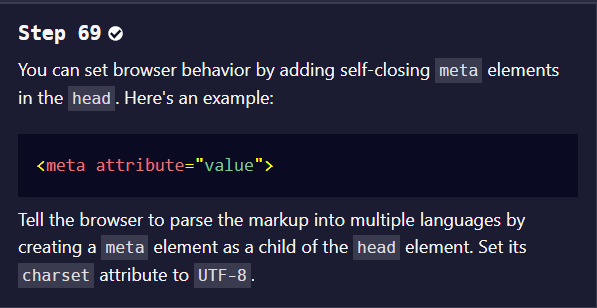 Step 69
You can set browser behavior by adding self-closing meta elements
in the head. Here's an example:
<meta attribute="value">
Tell the browser to parse the markup into multiple languages by
creating a meta element as a child of the head element. Set its
charset attribute to UTF-8.